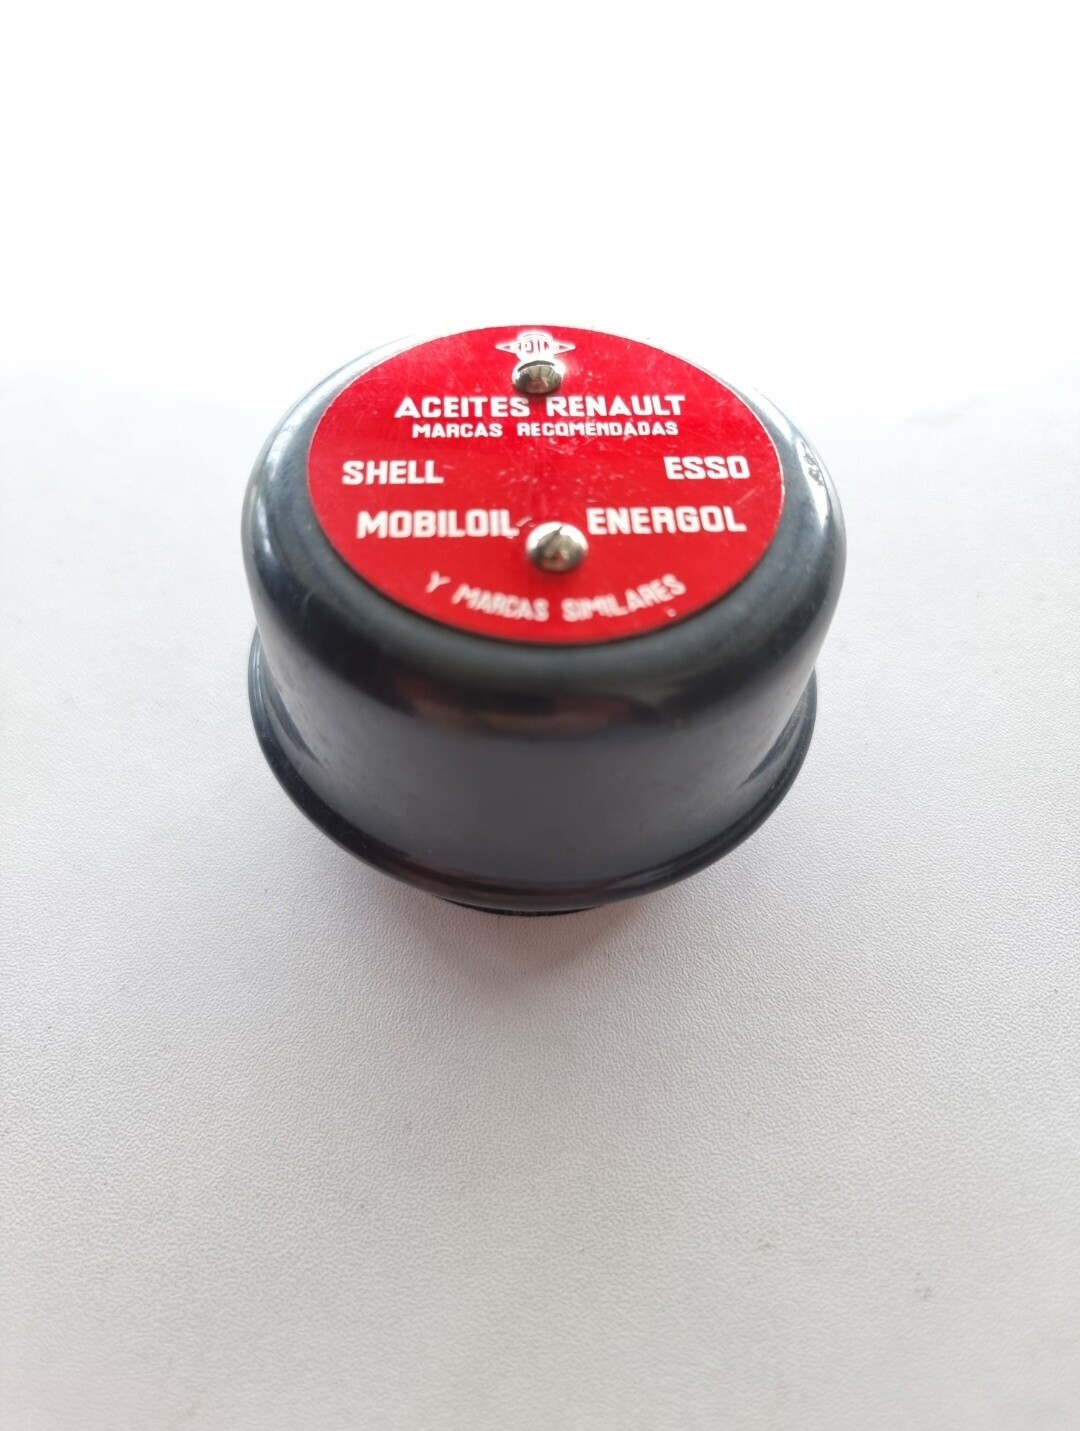 ACEITES RENAULT
MARCAS RECOMENDADAS
SHELL ESSO
MOBILOIL ENERGOL
Y MARCAS SIMILARES